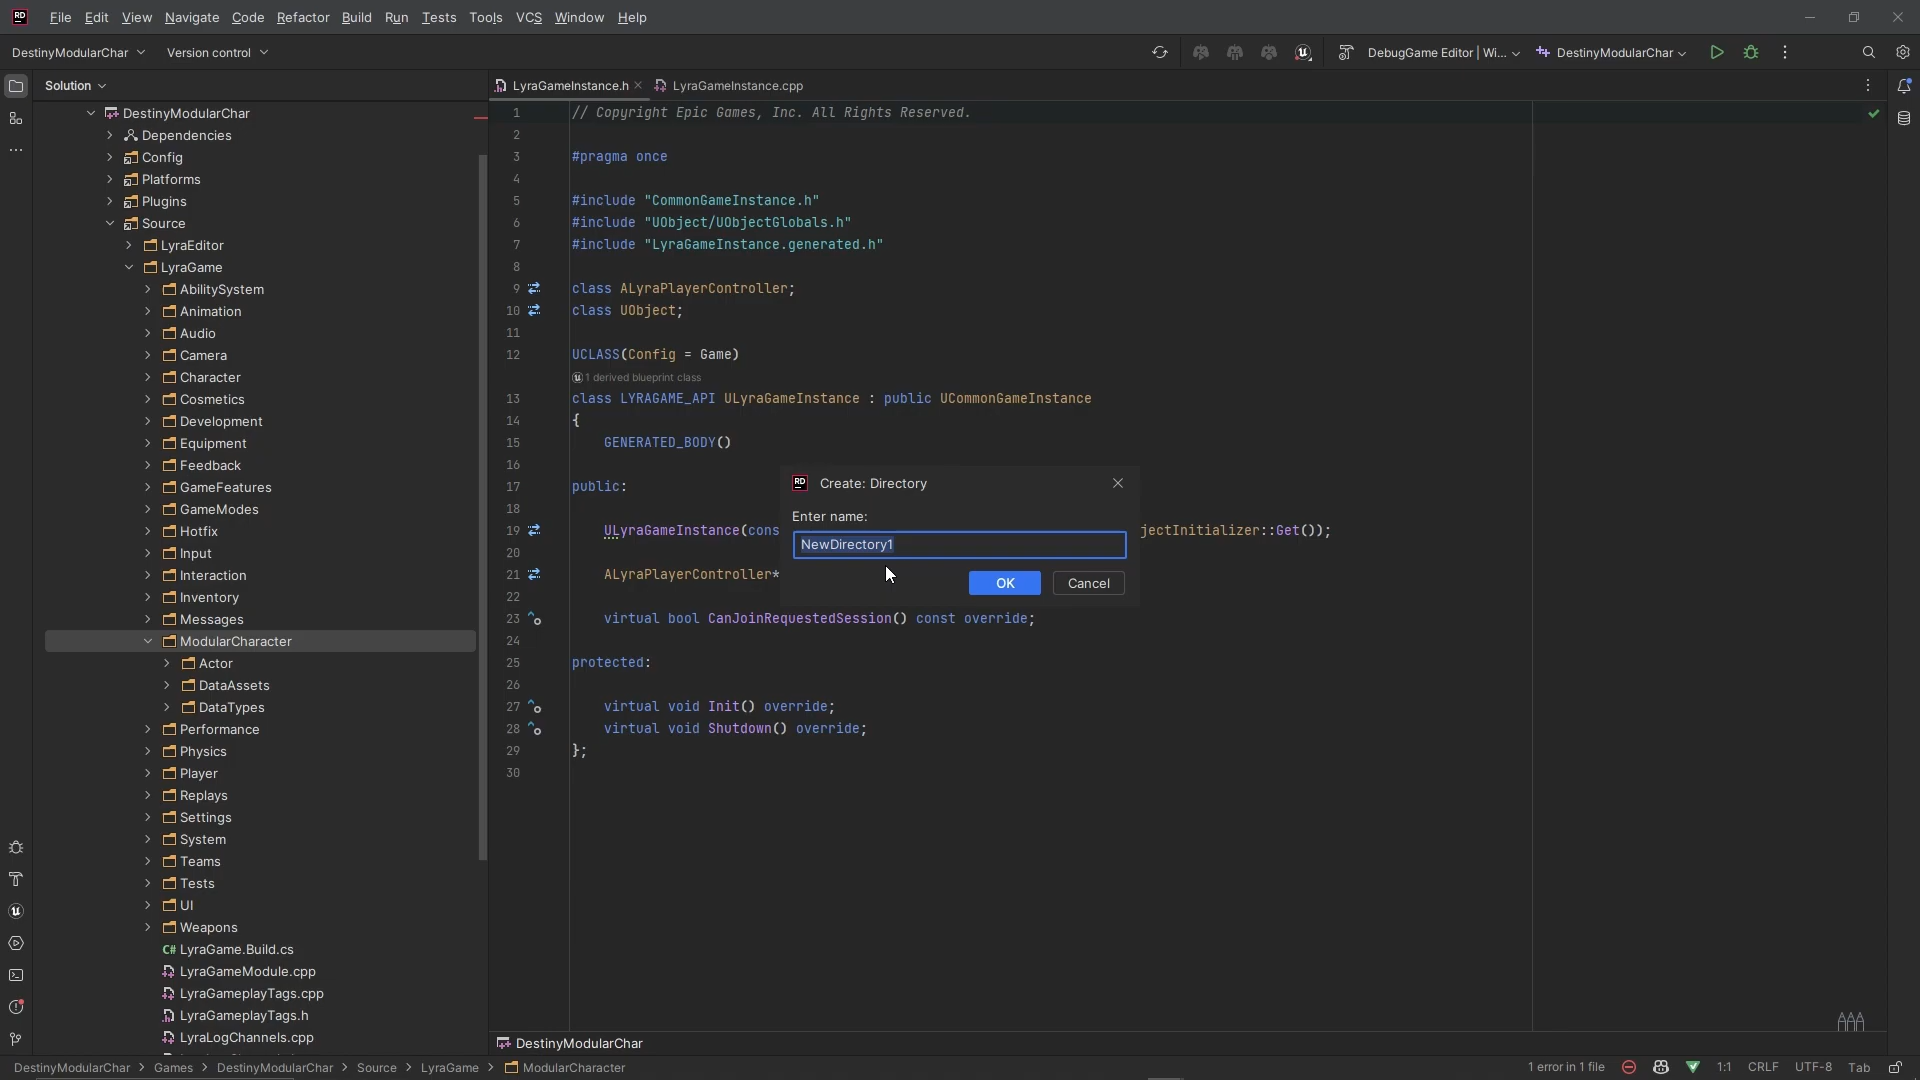 RD File Edit View Navigate Code Refactor Build Run Tests Tools VCS Window Help
DestinyModularChar Version control DebugGame Editor | Wi... DestinyModularChar
Solution
LyraGameInstance.h LyraGameInstance.cpp
DestinyModularChar
Dependencies
Config
Platforms
Plugins
Source
LyraEditor
LyraGame
AbilitySystem
Animation
Audio
Camera
Character
Cosmetics
Development
Equipment
Feedback
GameFeatures
GameModes
Hotfix
Input
Interaction
Inventory
Messages
ModularCharacter
Actor
DataAssets
DataTypes
Performance
Physics
Player
Replays
Settings
System
Teams
Tests
UI
Weapons
C# LyraGame.Build.cs
LyraGameModule.cpp
LyraGameplayTags.cpp
LyraGameplayTags.h
LyraLogChannels.cpp
1 // Copyright Epic Games, Inc. All Rights Reserved.
2
3 #pragma once
4
5 #include "CommonGameInstance.h"
6 #include "UObject/UObjectGlobals.h"
7 #include "LyraGameInstance.generated.h"
8
9 class ALyraPlayerController;
10 class UObject;
11
12 UCLASS(Config = Game)
1 derived blueprint class
13 class LYRAGAME_API ULyraGameInstance : public UCommonGameInstance
14 {
15 GENERATED_BODY()
16
17 public:
18
19 ULyraGameInstance(cons jectInitializer::Get());
20
21 ALyraPlayerController*
22
23 virtual bool CanJoinRequestedSession() const override;
24
25 protected:
26
27 virtual void Init() override;
28 virtual void Shutdown() override;
29 };
30
RD Create: Directory
Enter name:
NewDirectory1
OK Cancel
DestinyModularChar
DestinyModularChar > Games > DestinyModularChar > Source > LyraGame > ModularCharacter
1 error in 1 file 1:1 CRLF UTF-8 Tab